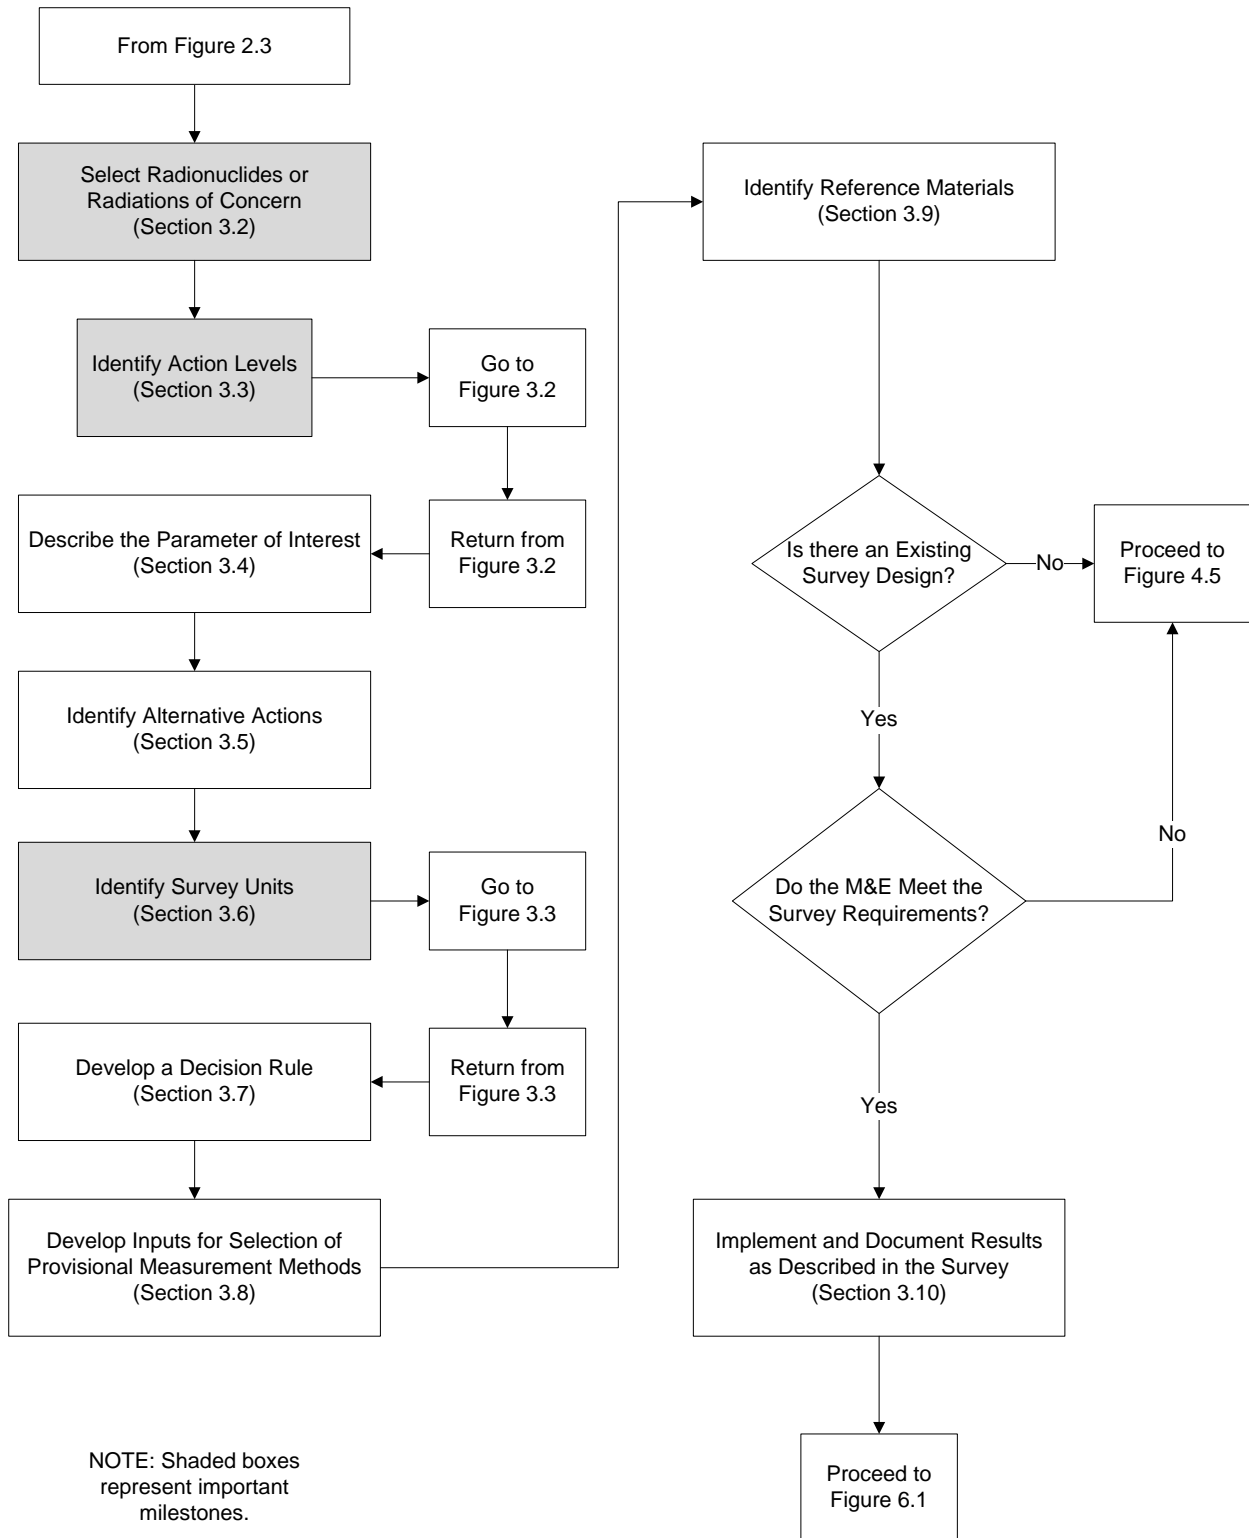 From Figure 2.3
Select Radionuclides or
Radiations of Concern
(Section 3.2)
Identify Action Levels
(Section 3.3)
Go to
Figure 3.2
Return from
Figure 3.2
Describe the Parameter of Interest
(Section 3.4)
Identify Alternative Actions
(Section 3.5)
Identify Survey Units
(Section 3.6)
Go to
Figure 3.3
Return from
Figure 3.3
Develop a Decision Rule
(Section 3.7)
Develop Inputs for Selection of
Provisional Measurement Methods
(Section 3.8)
Identify Reference Materials
(Section 3.9)
Is there an Existing
Survey Design?
No
Proceed to
Figure 4.5
Yes
Do the M&E Meet the
Survey Requirements?
No
Yes
Implement and Document Results
as Described in the Survey
(Section 3.10)
Proceed to
Figure 6.1
NOTE: Shaded boxes
represent important
milestones.